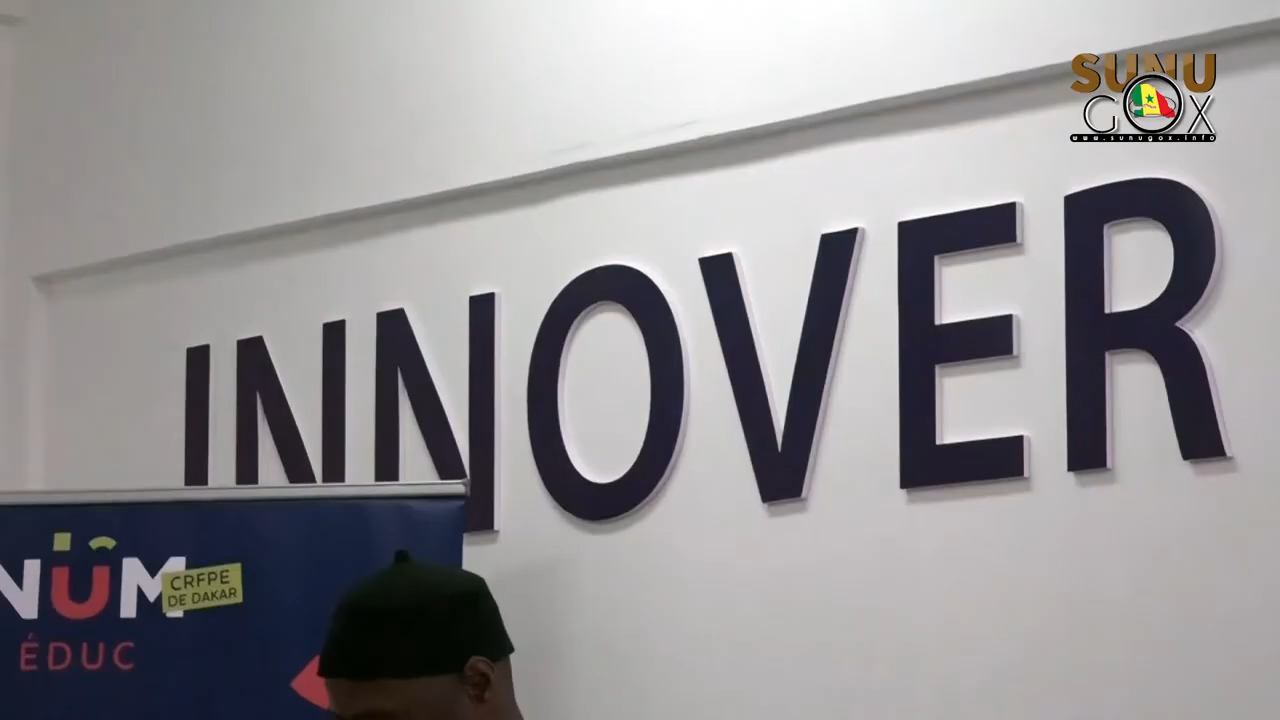 SUNU
GOX
www.sunugox.info
INNOVER
NUM
CRFPE
DE DAKAR
ÉDUC